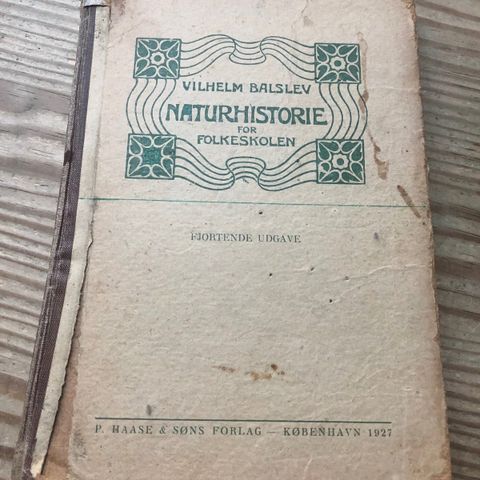 VILHELM BALSLEV
NATURHISTORIE
FOR
FOLKESKOLEN
FJORTENDE UDGAVE
P. HAASE & SØNS FORLAG — KØBENHAVN 1927